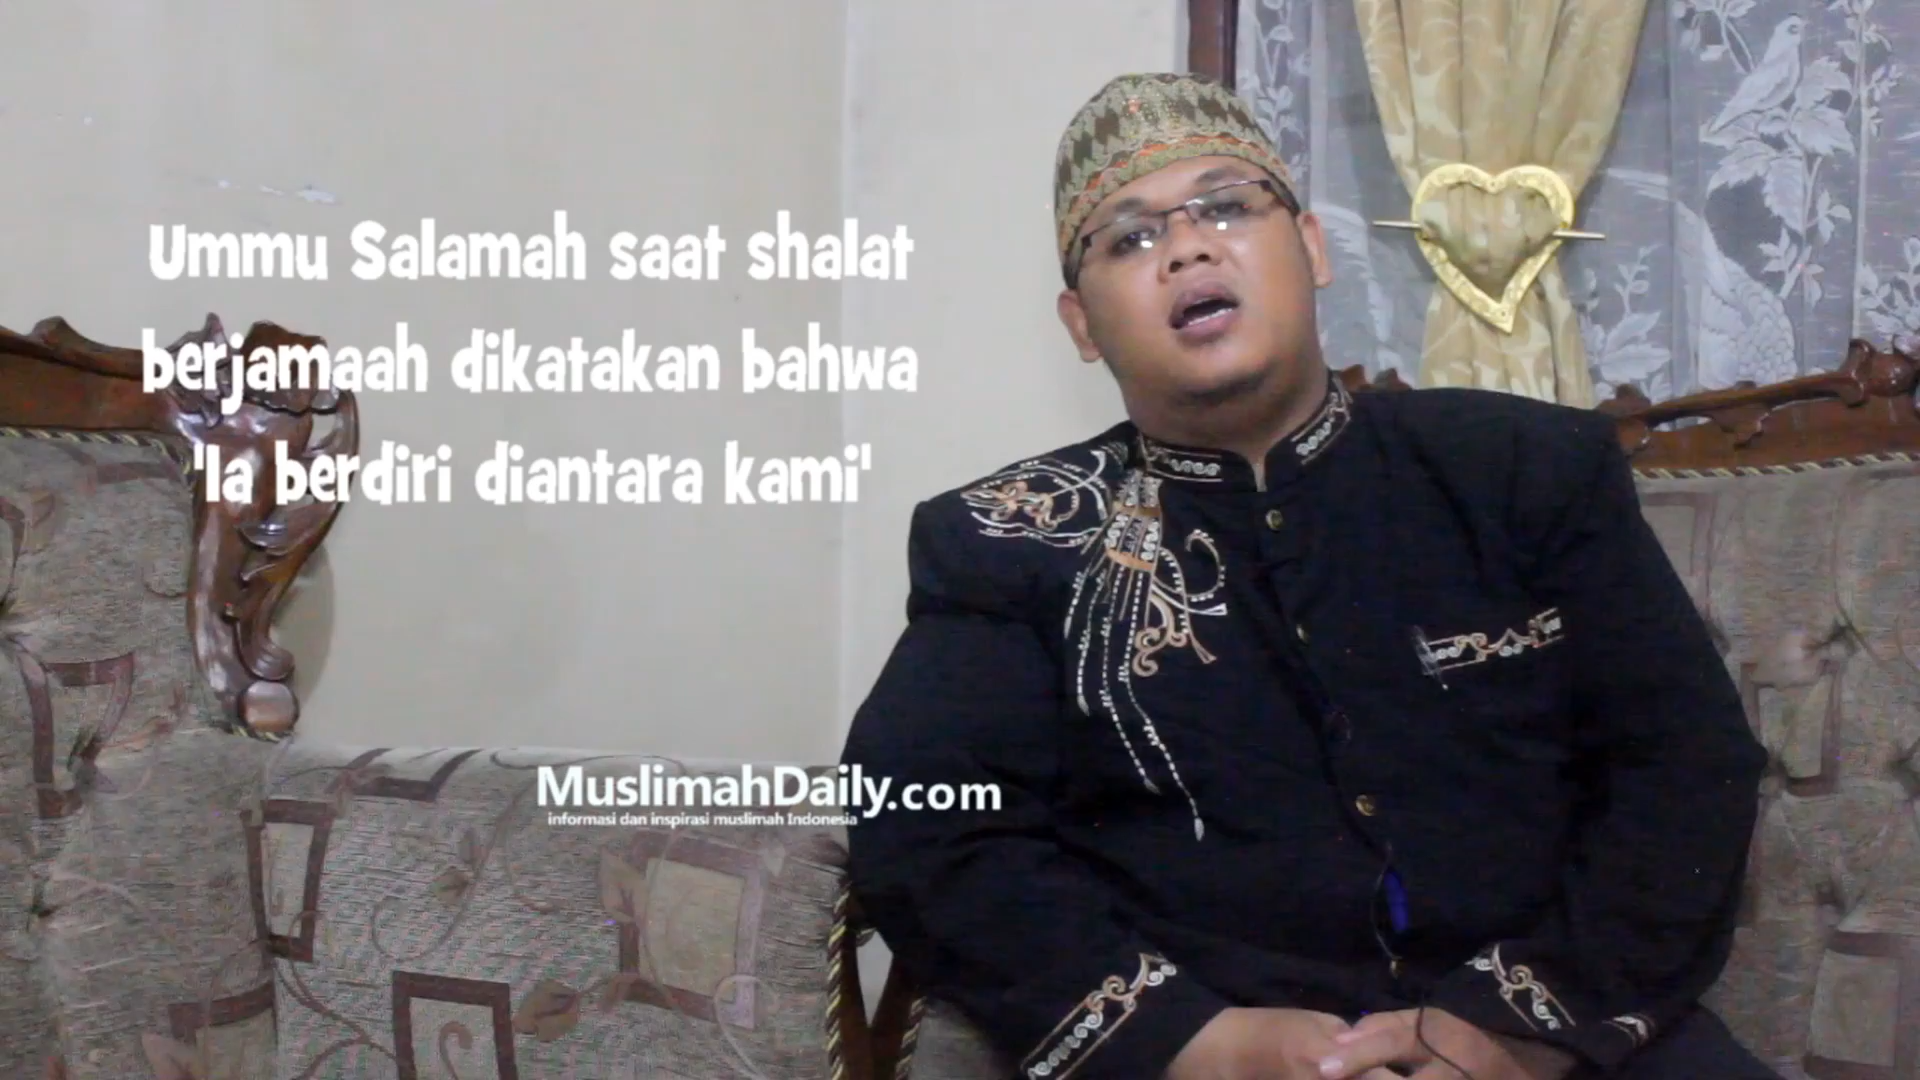 Ummu Salamah saat shalat
berjamaah dikatakan bahwa
'Ia berdiri diantara kami'
MuslimahDaily.com
informasi dan inspirasi muslimah Indonesia